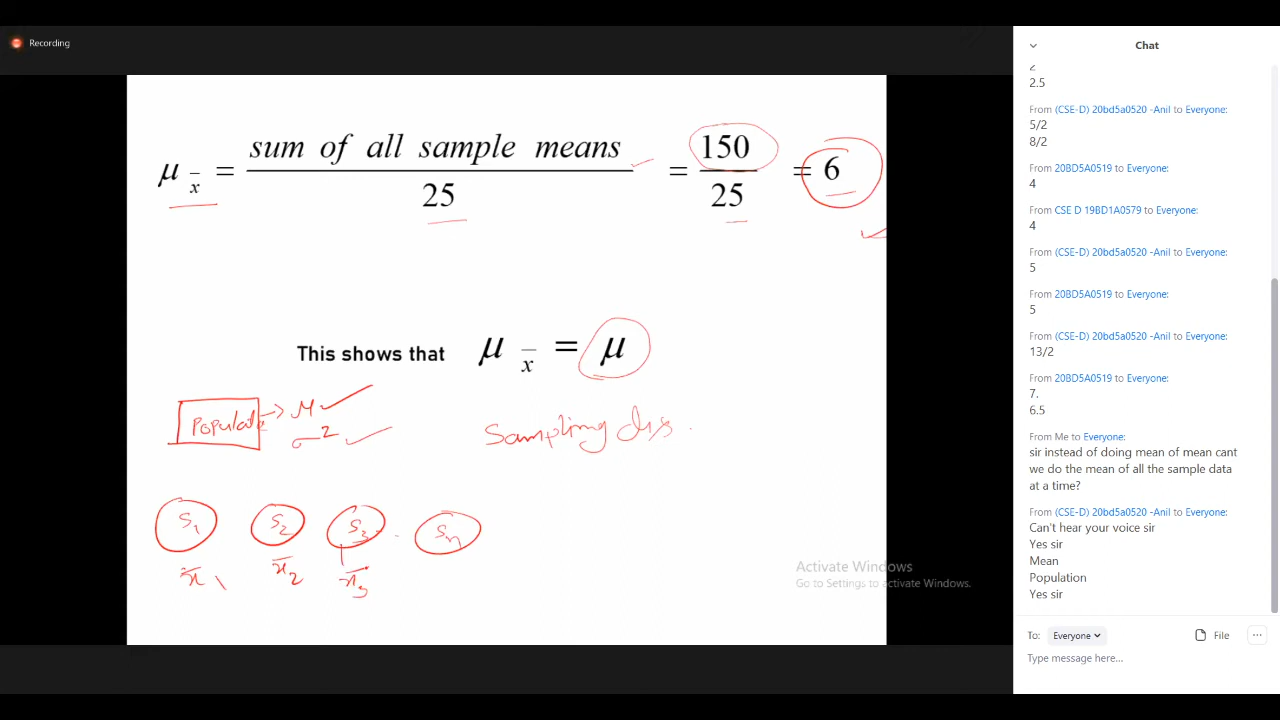 Recording
Chat
2
2.5
From (CSE-D) 20bd5a0520 -Anil to Everyone:
5/2
8/2
From 20BD5A0519 to Everyone:
4
From CSE D 19BD1A0579 to Everyone:
4
From (CSE-D) 20bd5a0520 -Anil to Everyone:
5
From 20BD5A0519 to Everyone:
5
From (CSE-D) 20bd5a0520 -Anil to Everyone:
13/2
From 20BD5A0519 to Everyone:
7.
6.5
From Me to Everyone:
sir instead of doing mean of mean cant
we do the mean of all the sample data
at a time?
From (CSE-D) 20bd5a0520 -Anil to Everyone:
Can't hear your voice sir
Yes sir
Mean
Population
Yes sir
To: Everyone File ...
Type message here...
μ x̄ = sum of all sample means / 25 = 150 / 25 = 6
This shows that μ x̄ = μ
Populat → μ
σ²
Sampling dis.
S₁ S₂ S₃ . Sₙ
x̄₁ x̄₂ x̄₃
Activate Windows
Go to Settings to Activate Windows.